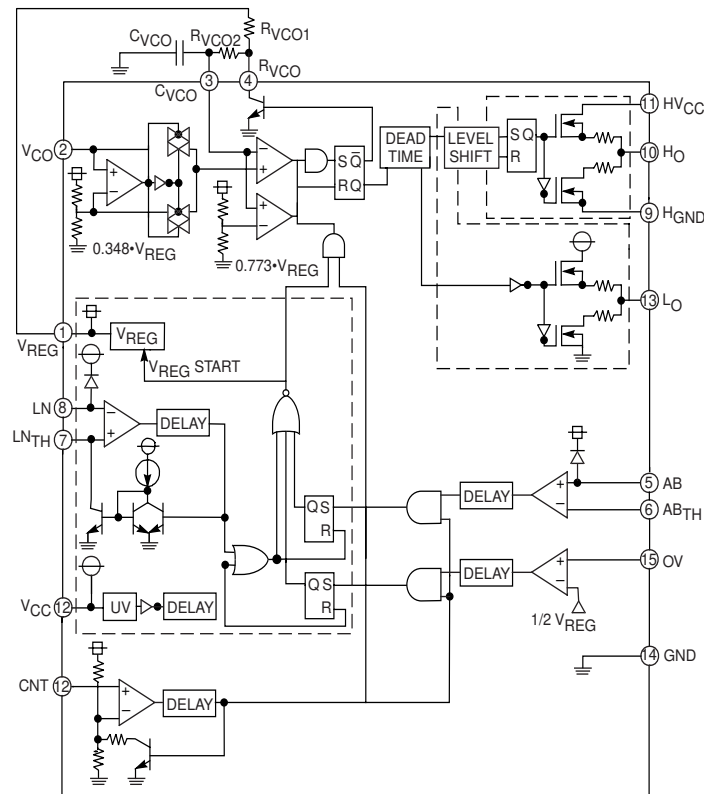 CVCO
RVCO2
RVCO1
RVCO
3
4
CVCO
11 HVCC
VCO 2
+
−
−
+
+
−
S Q̅
R Q
DEAD
TIME
LEVEL
SHIFT
S Q
R
10 HO
9 HGND
0.348•VREG
0.773•VREG
13 LO
1
VREG
VREG
VREG START
LN 8
LNTH 7
−
+
DELAY
Q S
R
DELAY
+
−
5 AB
6 ABTH
Q S
R
DELAY
+
−
15 OV
1/2 VREG
VCC 12
UV
DELAY
14 GND
CNT 12
+
−
DELAY